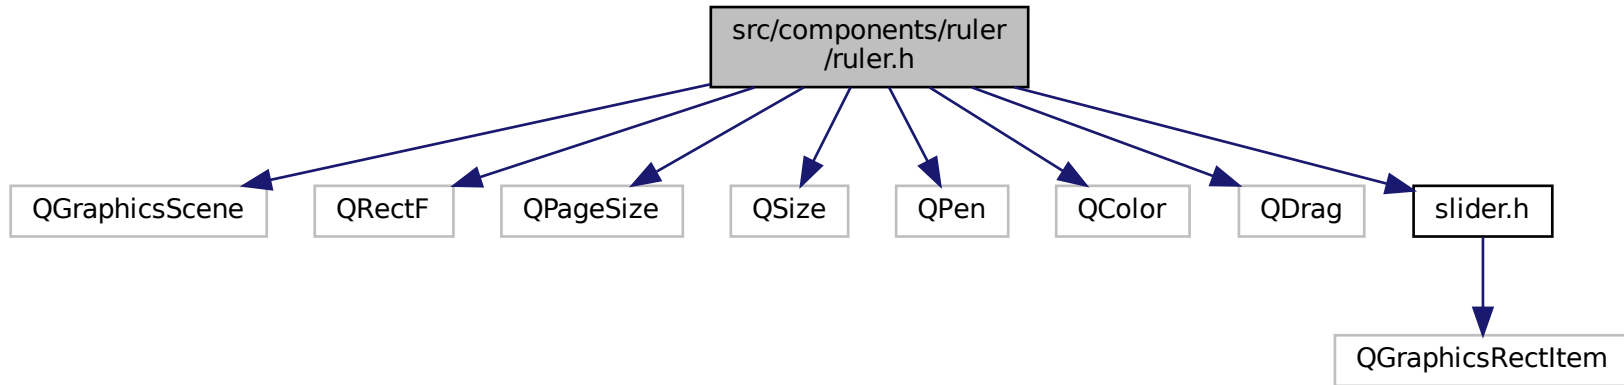 src/components/ruler
/ruler.h
QGraphicsScene
QRectF
QPageSize
QSize
QPen
QColor
QDrag
slider.h
QGraphicsRectItem